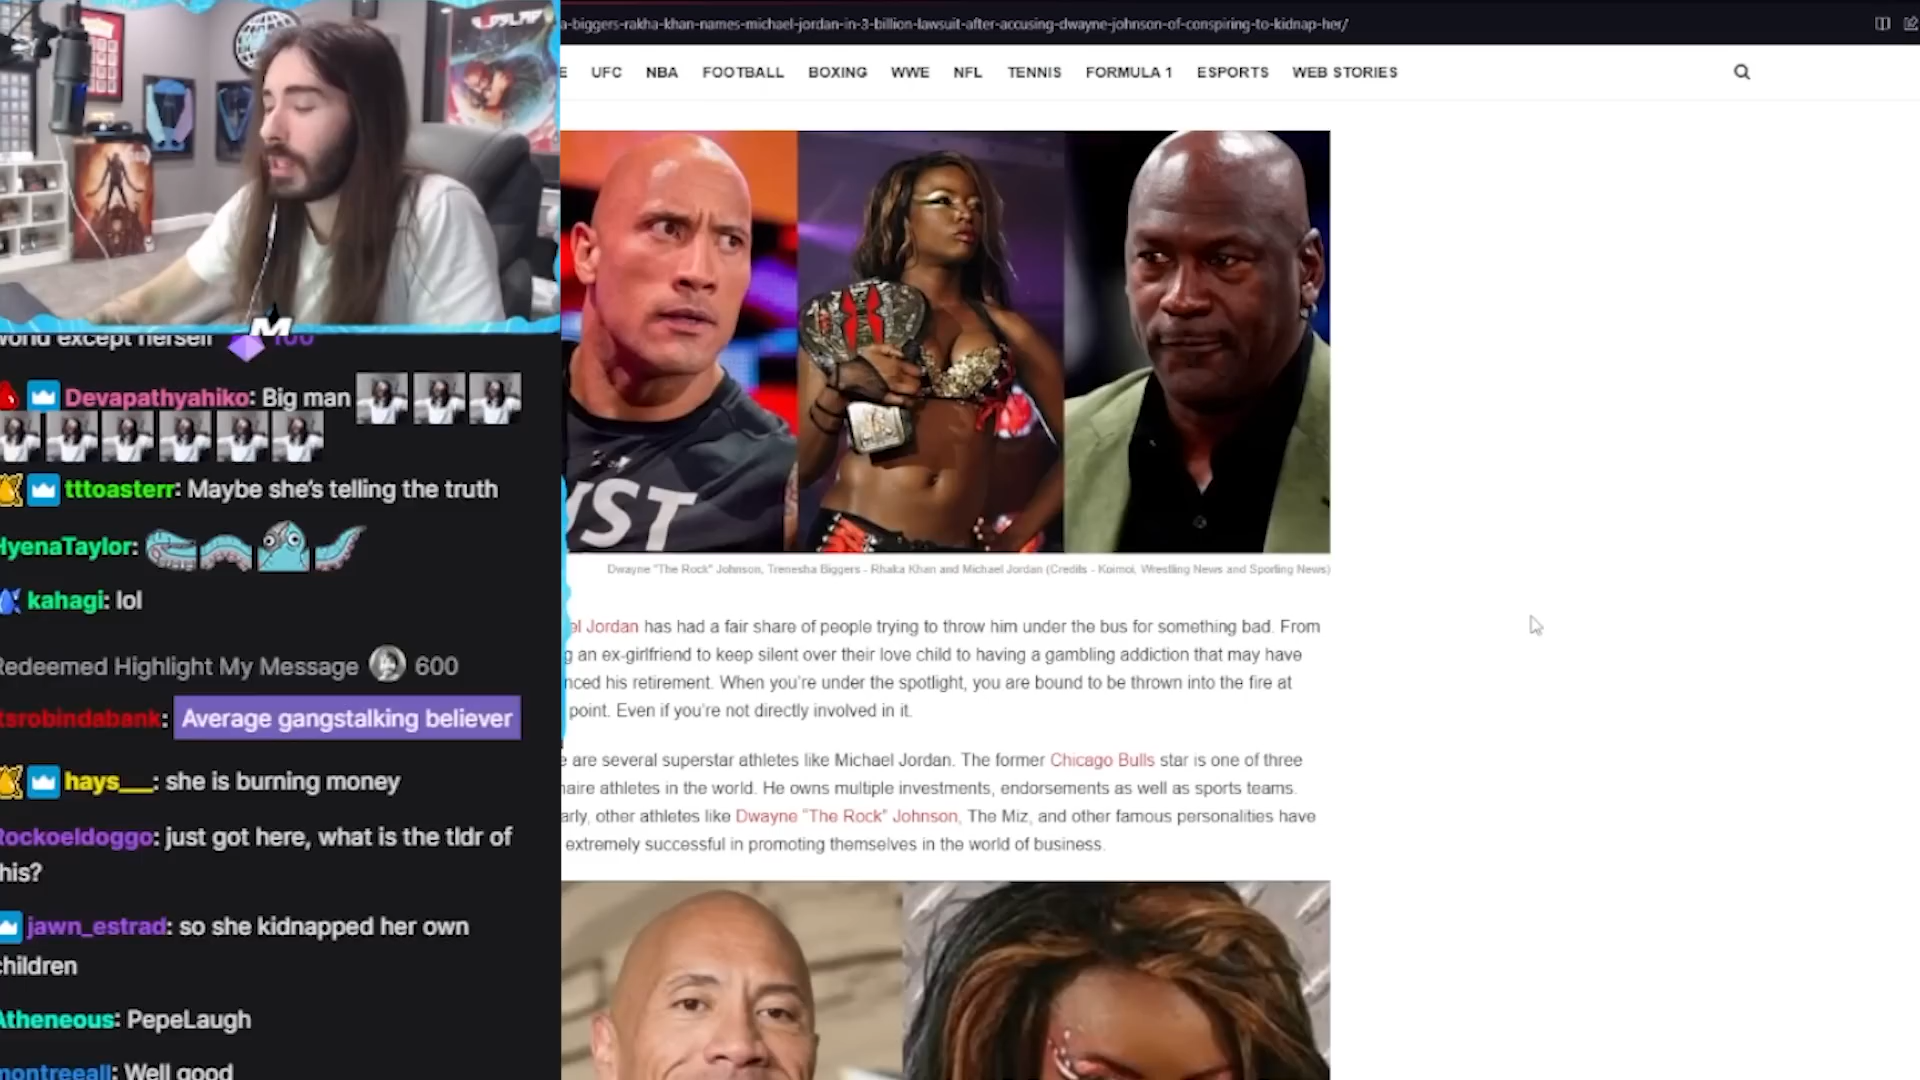 a-biggers-rakha-khan-names-michael-jordan-in-3-billion-lawsuit-after-accusing-dwayne-johnson-of-conspiring-to-kidnap-her/
E UFC NBA FOOTBALL BOXING WWE NFL TENNIS FORMULA 1 ESPORTS WEB STORIES
M
world except herself 100
Devapathyahiko: Big man
tttoasterr: Maybe she's telling the truth
HyenaTaylor:
kahagi: lol
Redeemed Highlight My Message 600
tsrobindabank: Average gangstalking believer
hays___: she is burning money
Rockoeldoggo: just got here, what is the tldr of
this?
jawn_estrad: so she kidnapped her own
children
Atheneous: PepeLaugh
montreeall: Well good
YST
Dwayne "The Rock" Johnson, Trenesha Biggers - Rhaka Khan and Michael Jordan (Credits - Koimoi, Wrestling News and Sporting News)
el Jordan has had a fair share of people trying to throw him under the bus for something bad. From
g an ex-girlfriend to keep silent over their love child to having a gambling addiction that may have
nced his retirement. When you're under the spotlight, you are bound to be thrown into the fire at
point. Even if you're not directly involved in it.
e are several superstar athletes like Michael Jordan. The former Chicago Bulls star is one of three
naire athletes in the world. He owns multiple investments, endorsements as well as sports teams.
arly, other athletes like Dwayne "The Rock" Johnson, The Miz, and other famous personalities have
extremely successful in promoting themselves in the world of business.